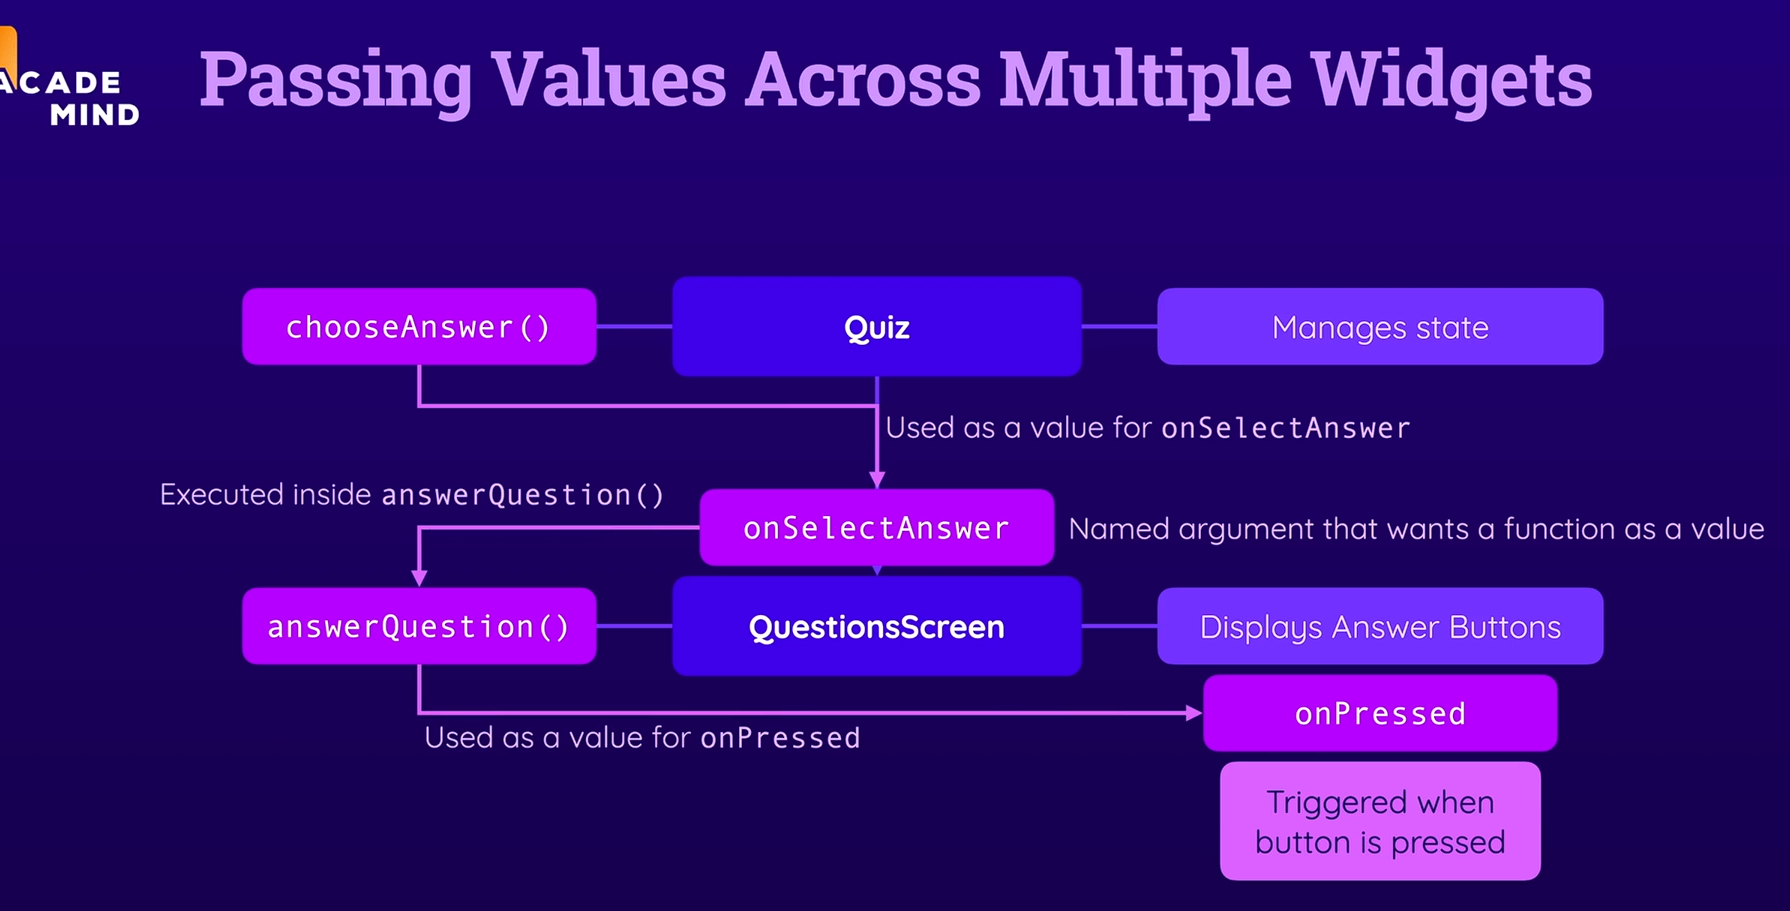 ACADE
MIND
Passing Values Across Multiple Widgets
chooseAnswer()
Quiz
Manages state
Used as a value for onSelectAnswer
Executed inside answerQuestion()
onSelectAnswer
Named argument that wants a function as a value
answerQuestion()
QuestionsScreen
Displays Answer Buttons
onPressed
Used as a value for onPressed
Triggered when
button is pressed